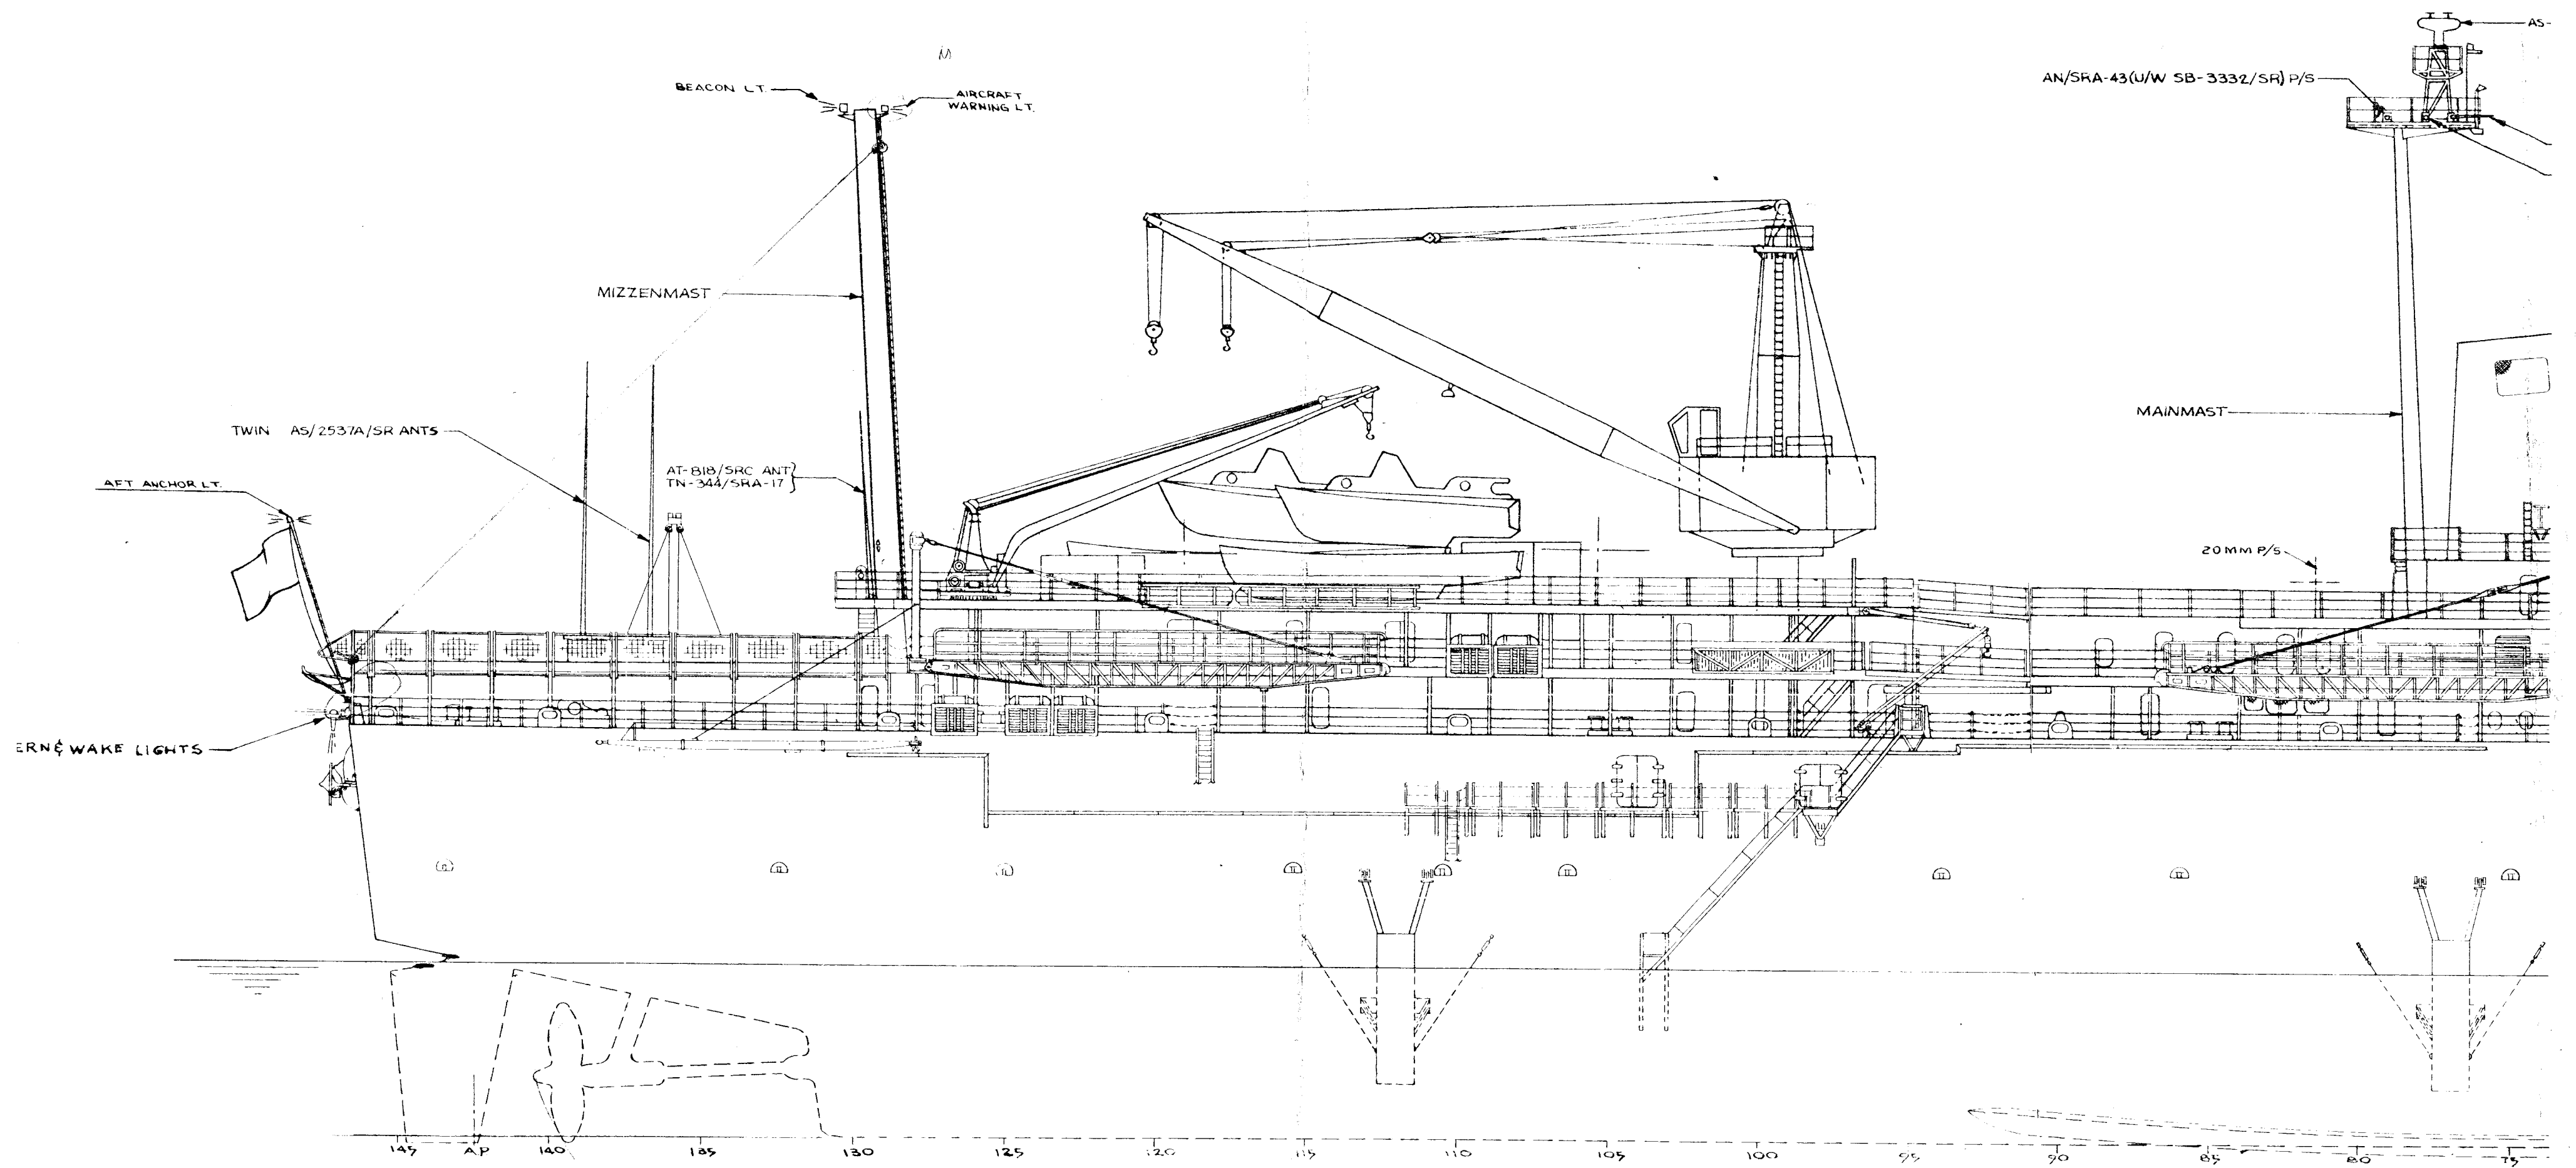 AS-
AN/SRA-43(U/W SB-3332/SR) P/S
BEACON LT.
AIRCRAFT
WARNING LT.
MIZZENMAST
MAINMAST
TWIN AS/2537A/SR ANTS
AT-818/SRC ANT
TN-344/SRA-17
AFT ANCHOR LT.
20MM P/S
ERN & WAKE LIGHTS
145 AP 140 135 130 125 120 115 110 105 100 95 90 85 80 75